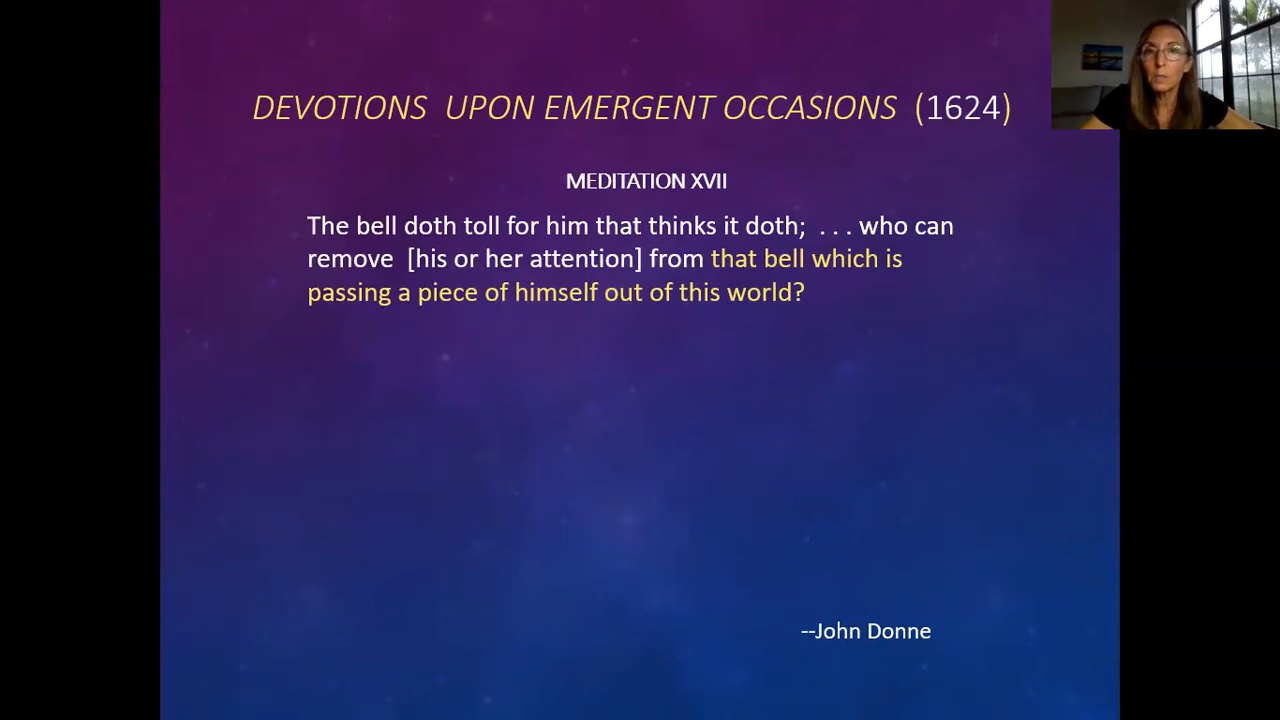 DEVOTIONS UPON EMERGENT OCCASIONS (1624)
MEDITATION XVII
The bell doth toll for him that thinks it doth; . . . who can
remove [his or her attention] from that bell which is
passing a piece of himself out of this world?
--John Donne